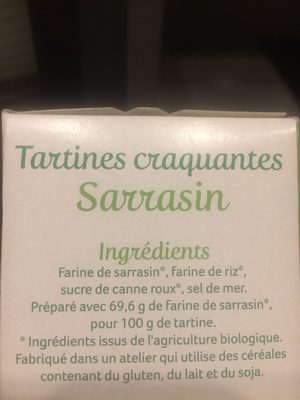 Tartines craquantes
Sarrasin
Ingrédients
Farine de sarrasin*, farine de riz*,
sucre de canne roux*, sel de mer.
Préparé avec 69,6 g de farine de sarrasin*,
pour 100 g de tartine.
* Ingrédients issus de l'agriculture biologique.
Fabriqué dans un atelier qui utilise des céréales
contenant du gluten, du lait et du soja.